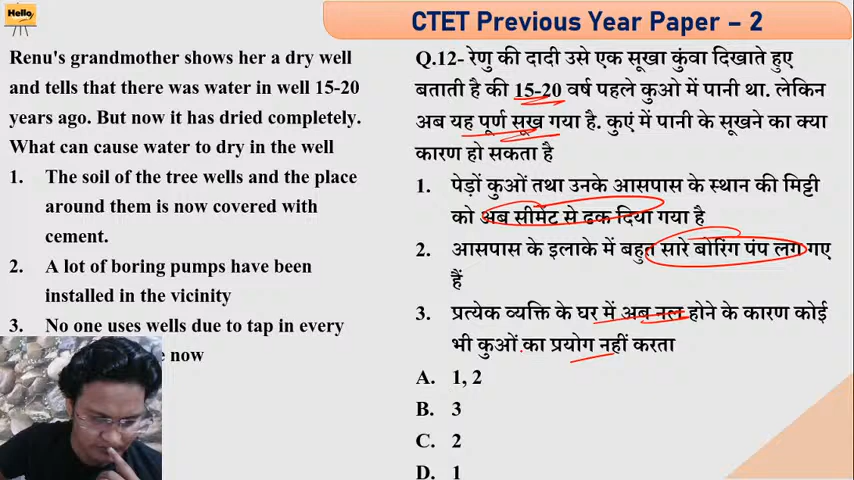 Hello
CTET Previous Year Paper – 2
Renu's grandmother shows her a dry well
and tells that there was water in well 15-20
years ago. But now it has dried completely.
What can cause water to dry in the well
1. The soil of the tree wells and the place
around them is now covered with
cement.
2. A lot of boring pumps have been
installed in the vicinity
3. No one uses wells due to tap in every
now
Q.12- रेणु की दादी उसे एक सूखा कुंवा दिखाते हुए
बताती है की 15-20 वर्ष पहले कुओ में पानी था. लेकिन
अब यह पूर्ण सूख गया है. कुएं में पानी के सूखने का क्या
कारण हो सकता है
1. पेड़ों कुओं तथा उनके आसपास के स्थान की मिट्टी
को अब सीमेंट से ढक दिया गया है
2. आसपास के इलाके में बहुत सारे बोरिंग पंप लग गए
हैं
3. प्रत्येक व्यक्ति के घर में अब नल होने के कारण कोई
भी कुओं का प्रयोग नहीं करता
A. 1, 2
B. 3
C. 2
D. 1